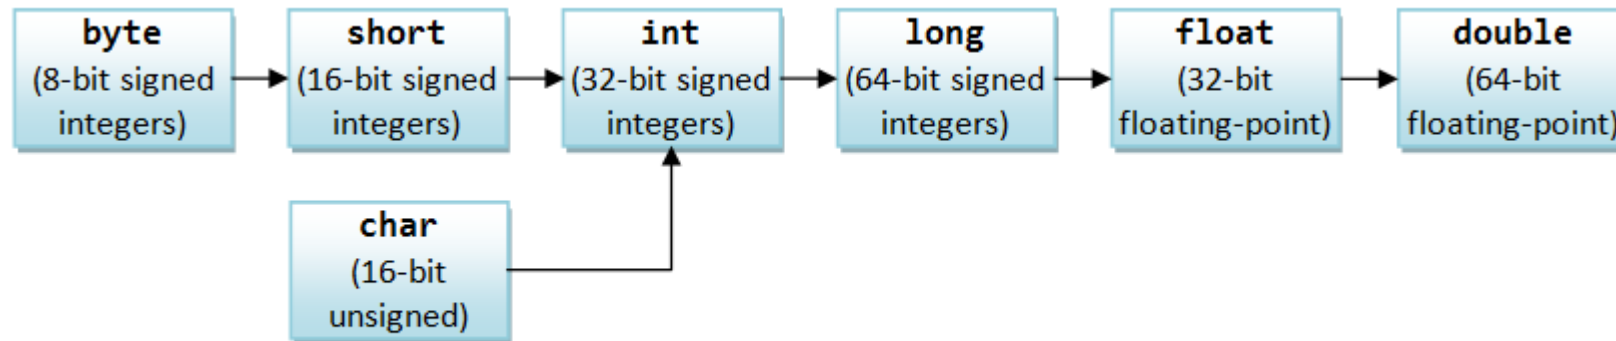 byte
(8-bit signed
integers)
short
(16-bit signed
integers)
int
(32-bit signed
integers)
long
(64-bit signed
integers)
float
(32-bit
floating-point)
double
(64-bit
floating-point)
char
(16-bit
unsigned)